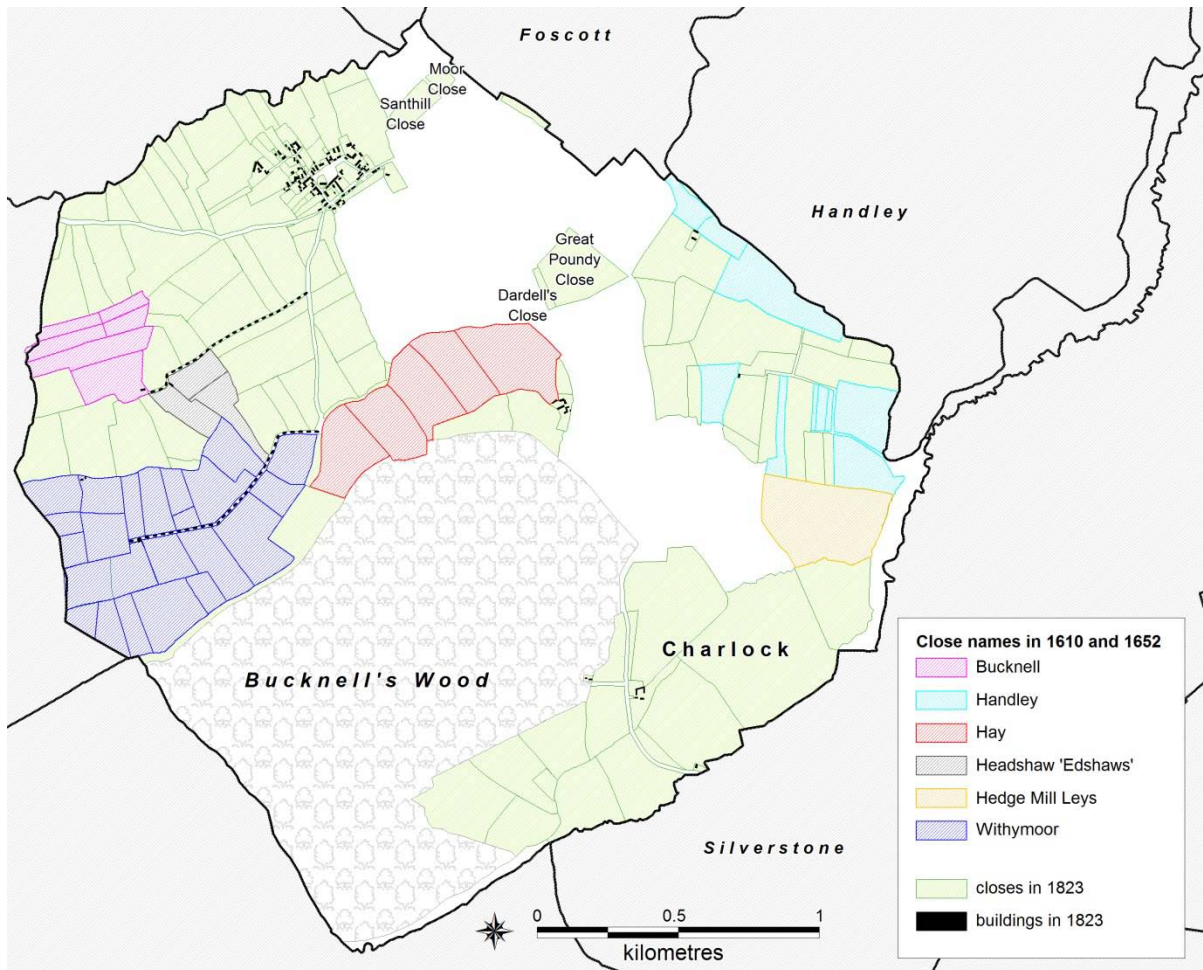 Foscott
Moor
Close
Santhill
Close
Handley
Great
Poundy
Close
Dardell's
Close
Charlock
Bucknell's Wood
Silverstone
Close names in 1610 and 1652
Bucknell
Handley
Hay
Headshaw 'Edshaws'
Hedge Mill Leys
Withymoor
closes in 1823
buildings in 1823
0 0.5 1
kilometres